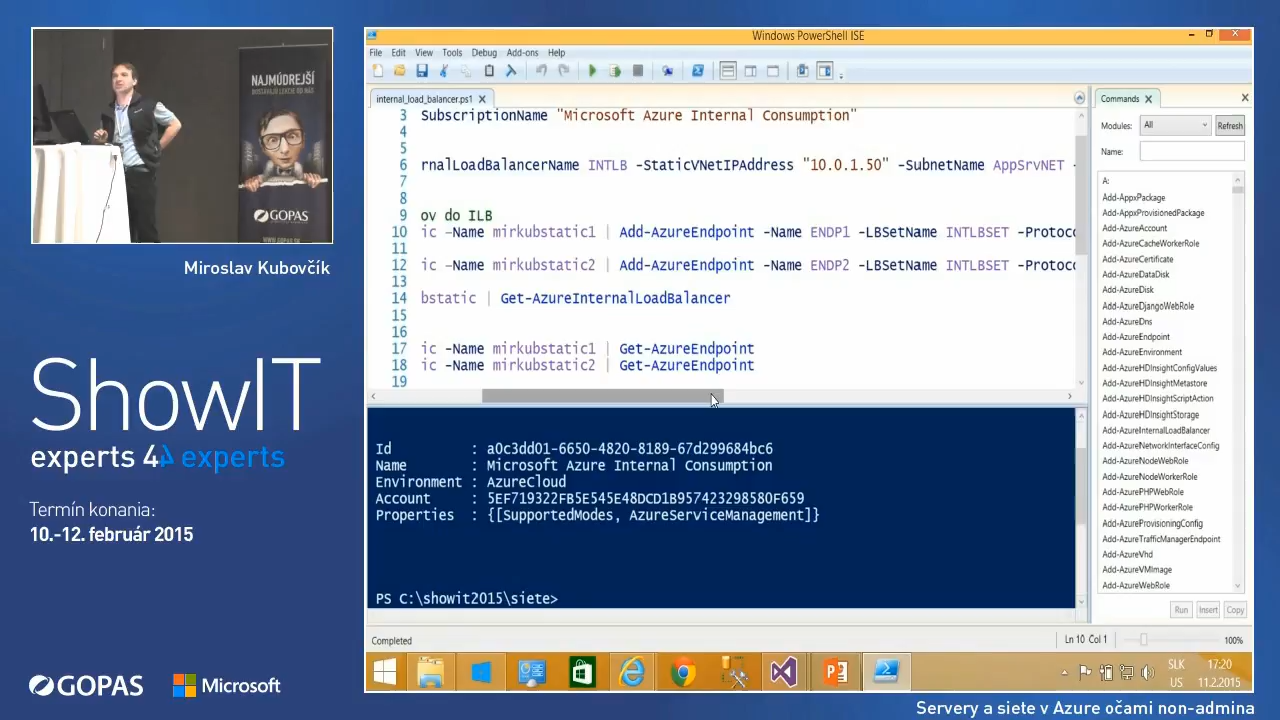 NAJMÚDREJŠÍ
GOPAS
WWW.GOPAS.SK
Miroslav Kubovčík
ShowIT
experts 4 experts
Termín konania:
10.-12. február 2015
GOPAS
Microsoft
Windows PowerShell ISE
File Edit View Tools Debug Add-ons Help
internal_load_balancer.ps1
3 SubscriptionName "Microsoft Azure Internal Consumption"
4
5
6 rnalLoadBalancerName INTLB -StaticVNetIPAddress "10.0.1.50" -SubnetName AppSrvNET -
7
8
9 ov do ILB
10 ic –Name mirkubstatic1 | Add-AzureEndpoint -Name ENDP1 -LBSetName INTLBSET -Protoc
11
12 ic –Name mirkubstatic2 | Add-AzureEndpoint -Name ENDP2 -LBSetName INTLBSET -Protoc
13
14 bstatic | Get-AzureInternalLoadBalancer
15
16
17 ic -Name mirkubstatic1 | Get-AzureEndpoint
18 ic -Name mirkubstatic2 | Get-AzureEndpoint
19
Id : a0c3dd01-6650-4820-8189-67d299684bc6
Name : Microsoft Azure Internal Consumption
Environment : AzureCloud
Account : 5EF719322FB5E545E48DCD1B957423298580F659
Properties : {[SupportedModes, AzureServiceManagement]}
PS C:\showit2015\siete>
Completed
Ln 10 Col 1
100%
Commands
Modules: All Refresh
Name:
A:
Add-AppxPackage
Add-AppxProvisionedPackage
Add-AzureAccount
Add-AzureCacheWorkerRole
Add-AzureCertificate
Add-AzureDataDisk
Add-AzureDisk
Add-AzureDjangoWebRole
Add-AzureDns
Add-AzureEndpoint
Add-AzureEnvironment
Add-AzureHDInsightConfigValues
Add-AzureHDInsightMetastore
Add-AzureHDInsightScriptAction
Add-AzureHDInsightStorage
Add-AzureInternalLoadBalancer
Add-AzureNetworkInterfaceConfig
Add-AzureNodeWebRole
Add-AzureNodeWorkerRole
Add-AzurePHPWebRole
Add-AzurePHPWorkerRole
Add-AzureProvisioningConfig
Add-AzureTrafficManagerEndpoint
Add-AzureVhd
Add-AzureVMImage
Add-AzureWebRole
Run Insert Copy
SLK 17:20
US 11.2.2015
Servery a siete v Azure očami non-admina